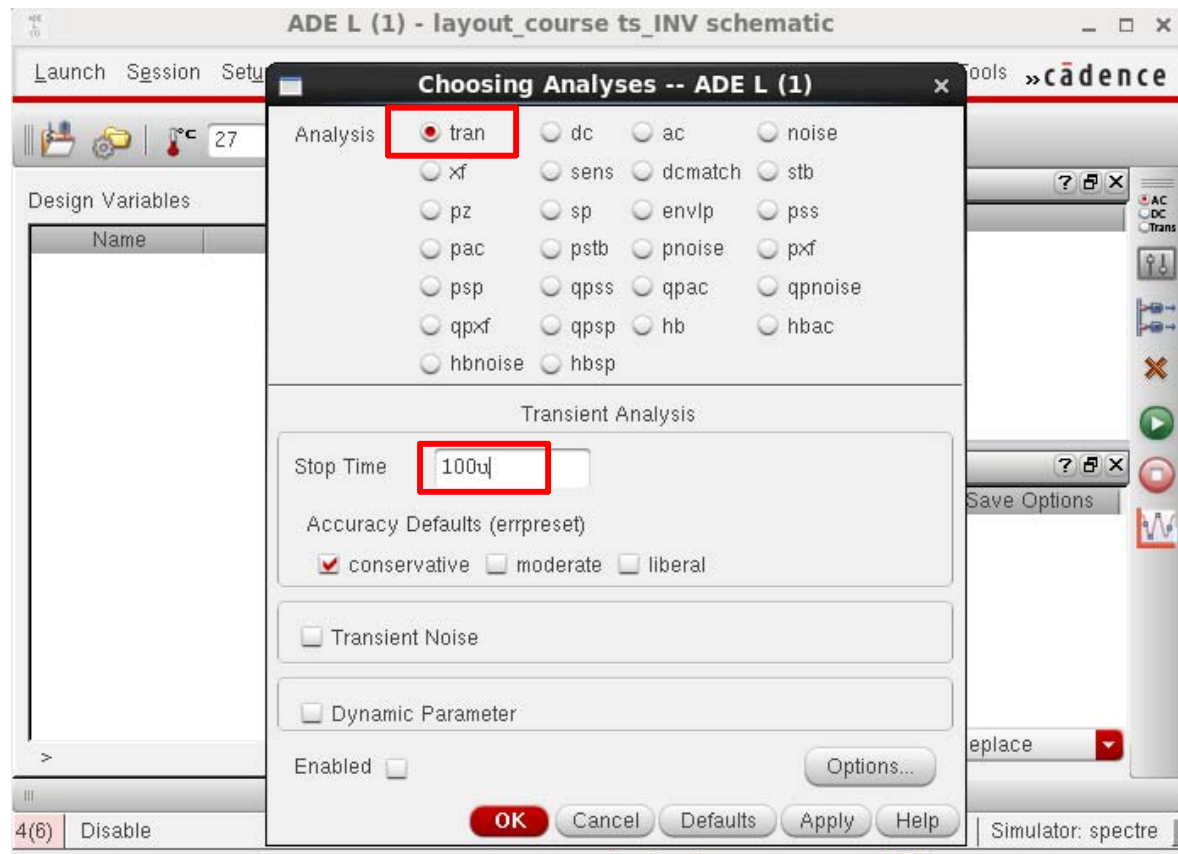 ADE L (1) - layout_course ts_INV schematic
Launch Session Setu Tools cādence
Choosing Analyses -- ADE L (1)
27
Design Variables
Name
Analysis tran dc ac noise
xf sens dcmatch stb
pz sp envlp pss
pac pstb pnoise pxf
psp qpss qpac qpnoise
qpxf qpsp hb hbac
hbnoise hbsp
AC
DC
Trans
Transient Analysis
Stop Time 100u
Accuracy Defaults (errpreset)
conservative moderate liberal
Save Options
Transient Noise
Dynamic Parameter
> eplace
Enabled Options...
OK Cancel Defaults Apply Help
4(6) Disable Simulator: spectre